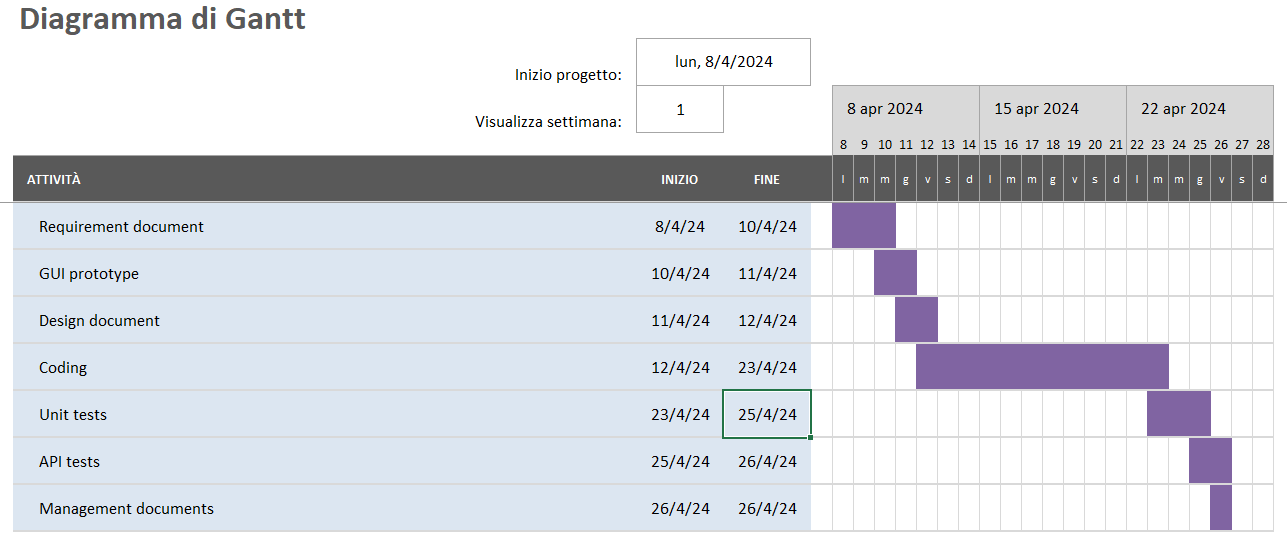 Diagramma di Gantt
Inizio progetto: lun, 8/4/2024
Visualizza settimana: 1
8 apr 2024 15 apr 2024 22 apr 2024
8 9 10 11 12 13 14 15 16 17 18 19 20 21 22 23 24 25 26 27 28
ATTIVITÀ INIZIO FINE l m m g v s d l m m g v s d l m m g v s d
Requirement document 8/4/24 10/4/24
GUI prototype 10/4/24 11/4/24
Design document 11/4/24 12/4/24
Coding 12/4/24 23/4/24
Unit tests 23/4/24 25/4/24
API tests 25/4/24 26/4/24
Management documents 26/4/24 26/4/24